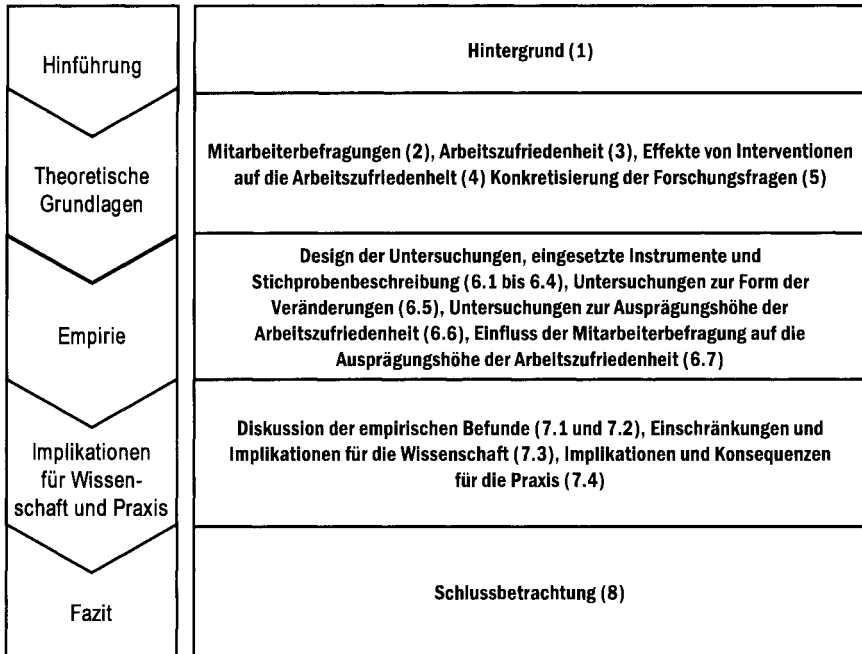 Hinführung
Hintergrund (1)
Theoretische
Grundlagen
Mitarbeiterbefragungen (2), Arbeitszufriedenheit (3), Effekte von Interventionen
auf die Arbeitszufriedenheit (4) Konkretisierung der Forschungsfragen (5)
Empirie
Design der Untersuchungen, eingesetzte Instrumente und
Stichprobenbeschreibung (6.1 bis 6.4), Untersuchungen zur Form der
Veränderungen (6.5), Untersuchungen zur Ausprägungshöhe der
Arbeitszufriedenheit (6.6), Einfluss der Mitarbeiterbefragung auf die
Ausprägungshöhe der Arbeitszufriedenheit (6.7)
Implikationen
für Wissen-
schaft und Praxis
Diskussion der empirischen Befunde (7.1 und 7.2), Einschränkungen und
Implikationen für die Wissenschaft (7.3), Implikationen und Konsequenzen
für die Praxis (7.4)
Fazit
Schlussbetrachtung (8)